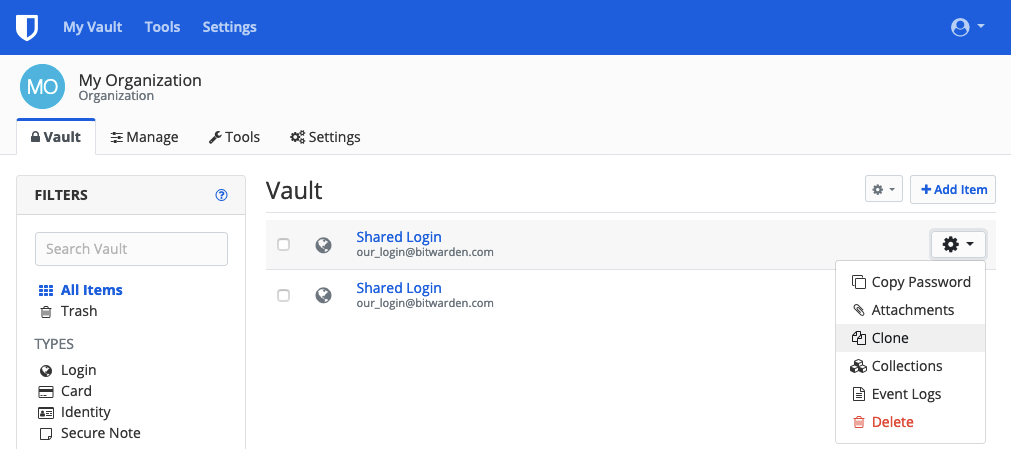 My Vault Tools Settings
MO
My Organization
Organization
Vault Manage Tools Settings
FILTERS
Vault
Add Item
Search Vault
All Items
Trash
TYPES
Login
Card
Identity
Secure Note
Shared Login
our_login@bitwarden.com
Shared Login
our_login@bitwarden.com
Copy Password
Attachments
Clone
Collections
Event Logs
Delete